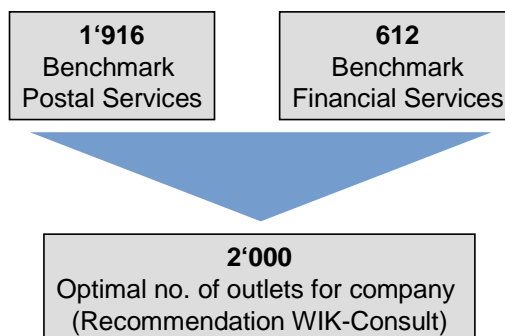 1‘916
Benchmark
Postal Services
612
Benchmark
Financial Services
2‘000
Optimal no. of outlets for company
(Recommendation WIK-Consult)